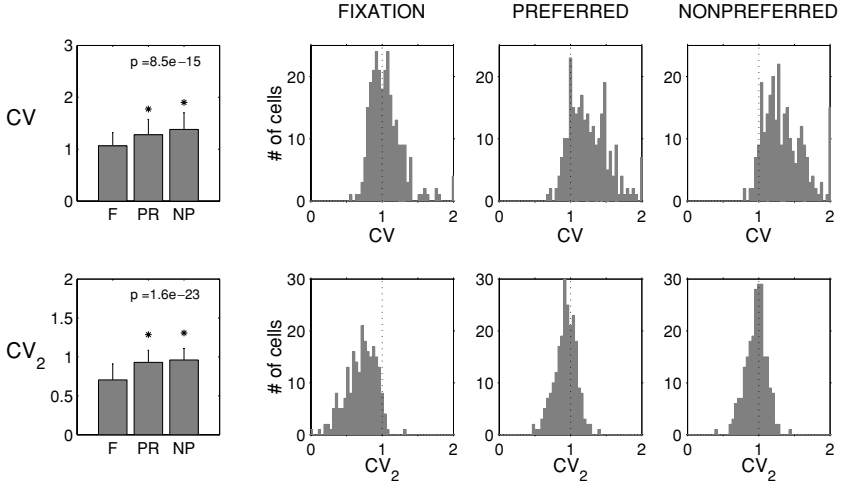 FIXATION PREFERRED NONPREFERRED
3
2
1
0
CV
p =8.5e−15
* *
F PR NP
# of cells
20
10
0
0 1 2
CV
20
10
0
0 1 2
CV
20
10
0
0 1 2
CV
2
1.5
1
0.5
0
CV2
p =1.6e−23
* *
F PR NP
# of cells
30
20
10
0
0 1 2
CV2
30
20
10
0
0 1 2
CV2
30
20
10
0
0 1 2
CV2